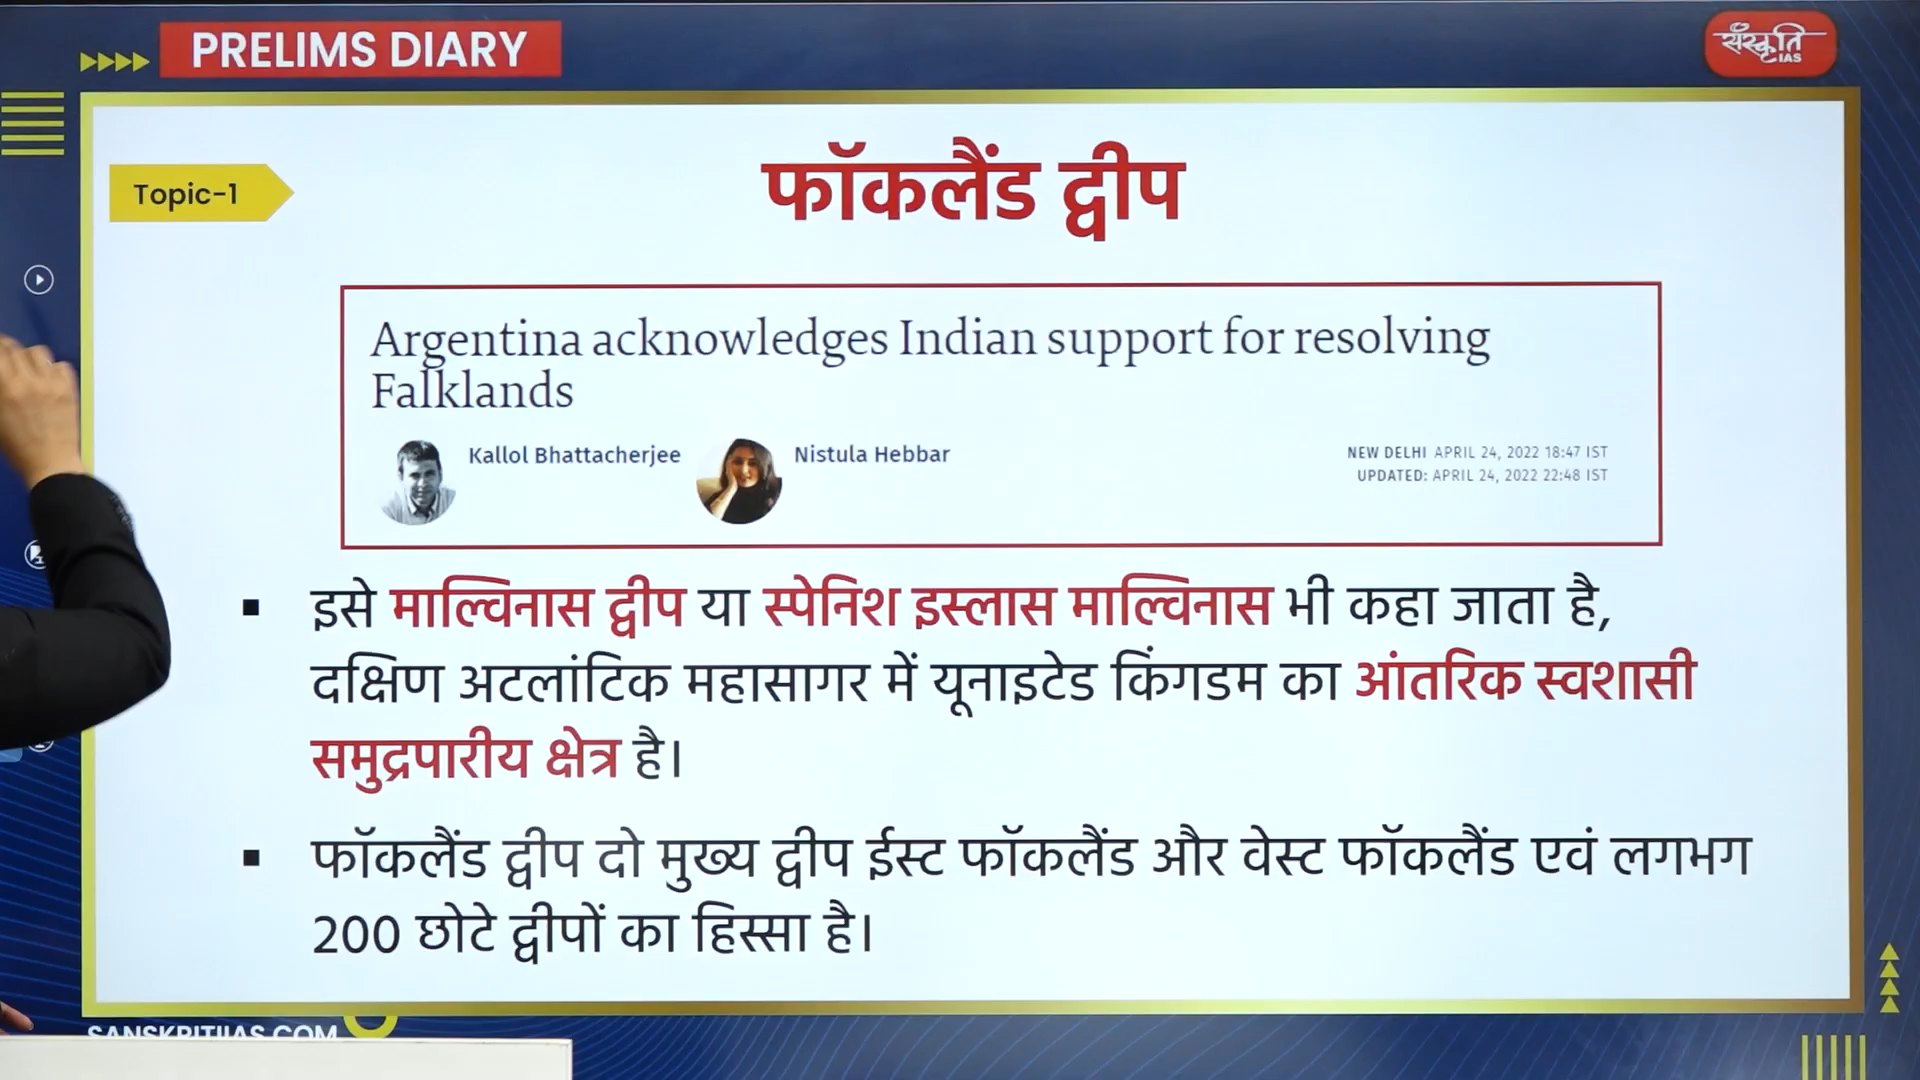 PRELIMS DIARY
संस्कृति
IAS
Topic-1
फॉकलैंड द्वीप
Argentina acknowledges Indian support for resolving
Falklands
Kallol Bhattacherjee
Nistula Hebbar
NEW DELHI APRIL 24, 2022 18:47 IST
UPDATED: APRIL 24, 2022 22:48 IST
▪ इसे माल्विनास द्वीप या स्पेनिश इस्लास माल्विनास भी कहा जाता है,
दक्षिण अटलांटिक महासागर में यूनाइटेड किंगडम का आंतरिक स्वशासी
समुद्रपारीय क्षेत्र है।
▪ फॉकलैंड द्वीप दो मुख्य द्वीप ईस्ट फॉकलैंड और वेस्ट फॉकलैंड एवं लगभग
200 छोटे द्वीपों का हिस्सा है।
SANSKRITIIAS.COM